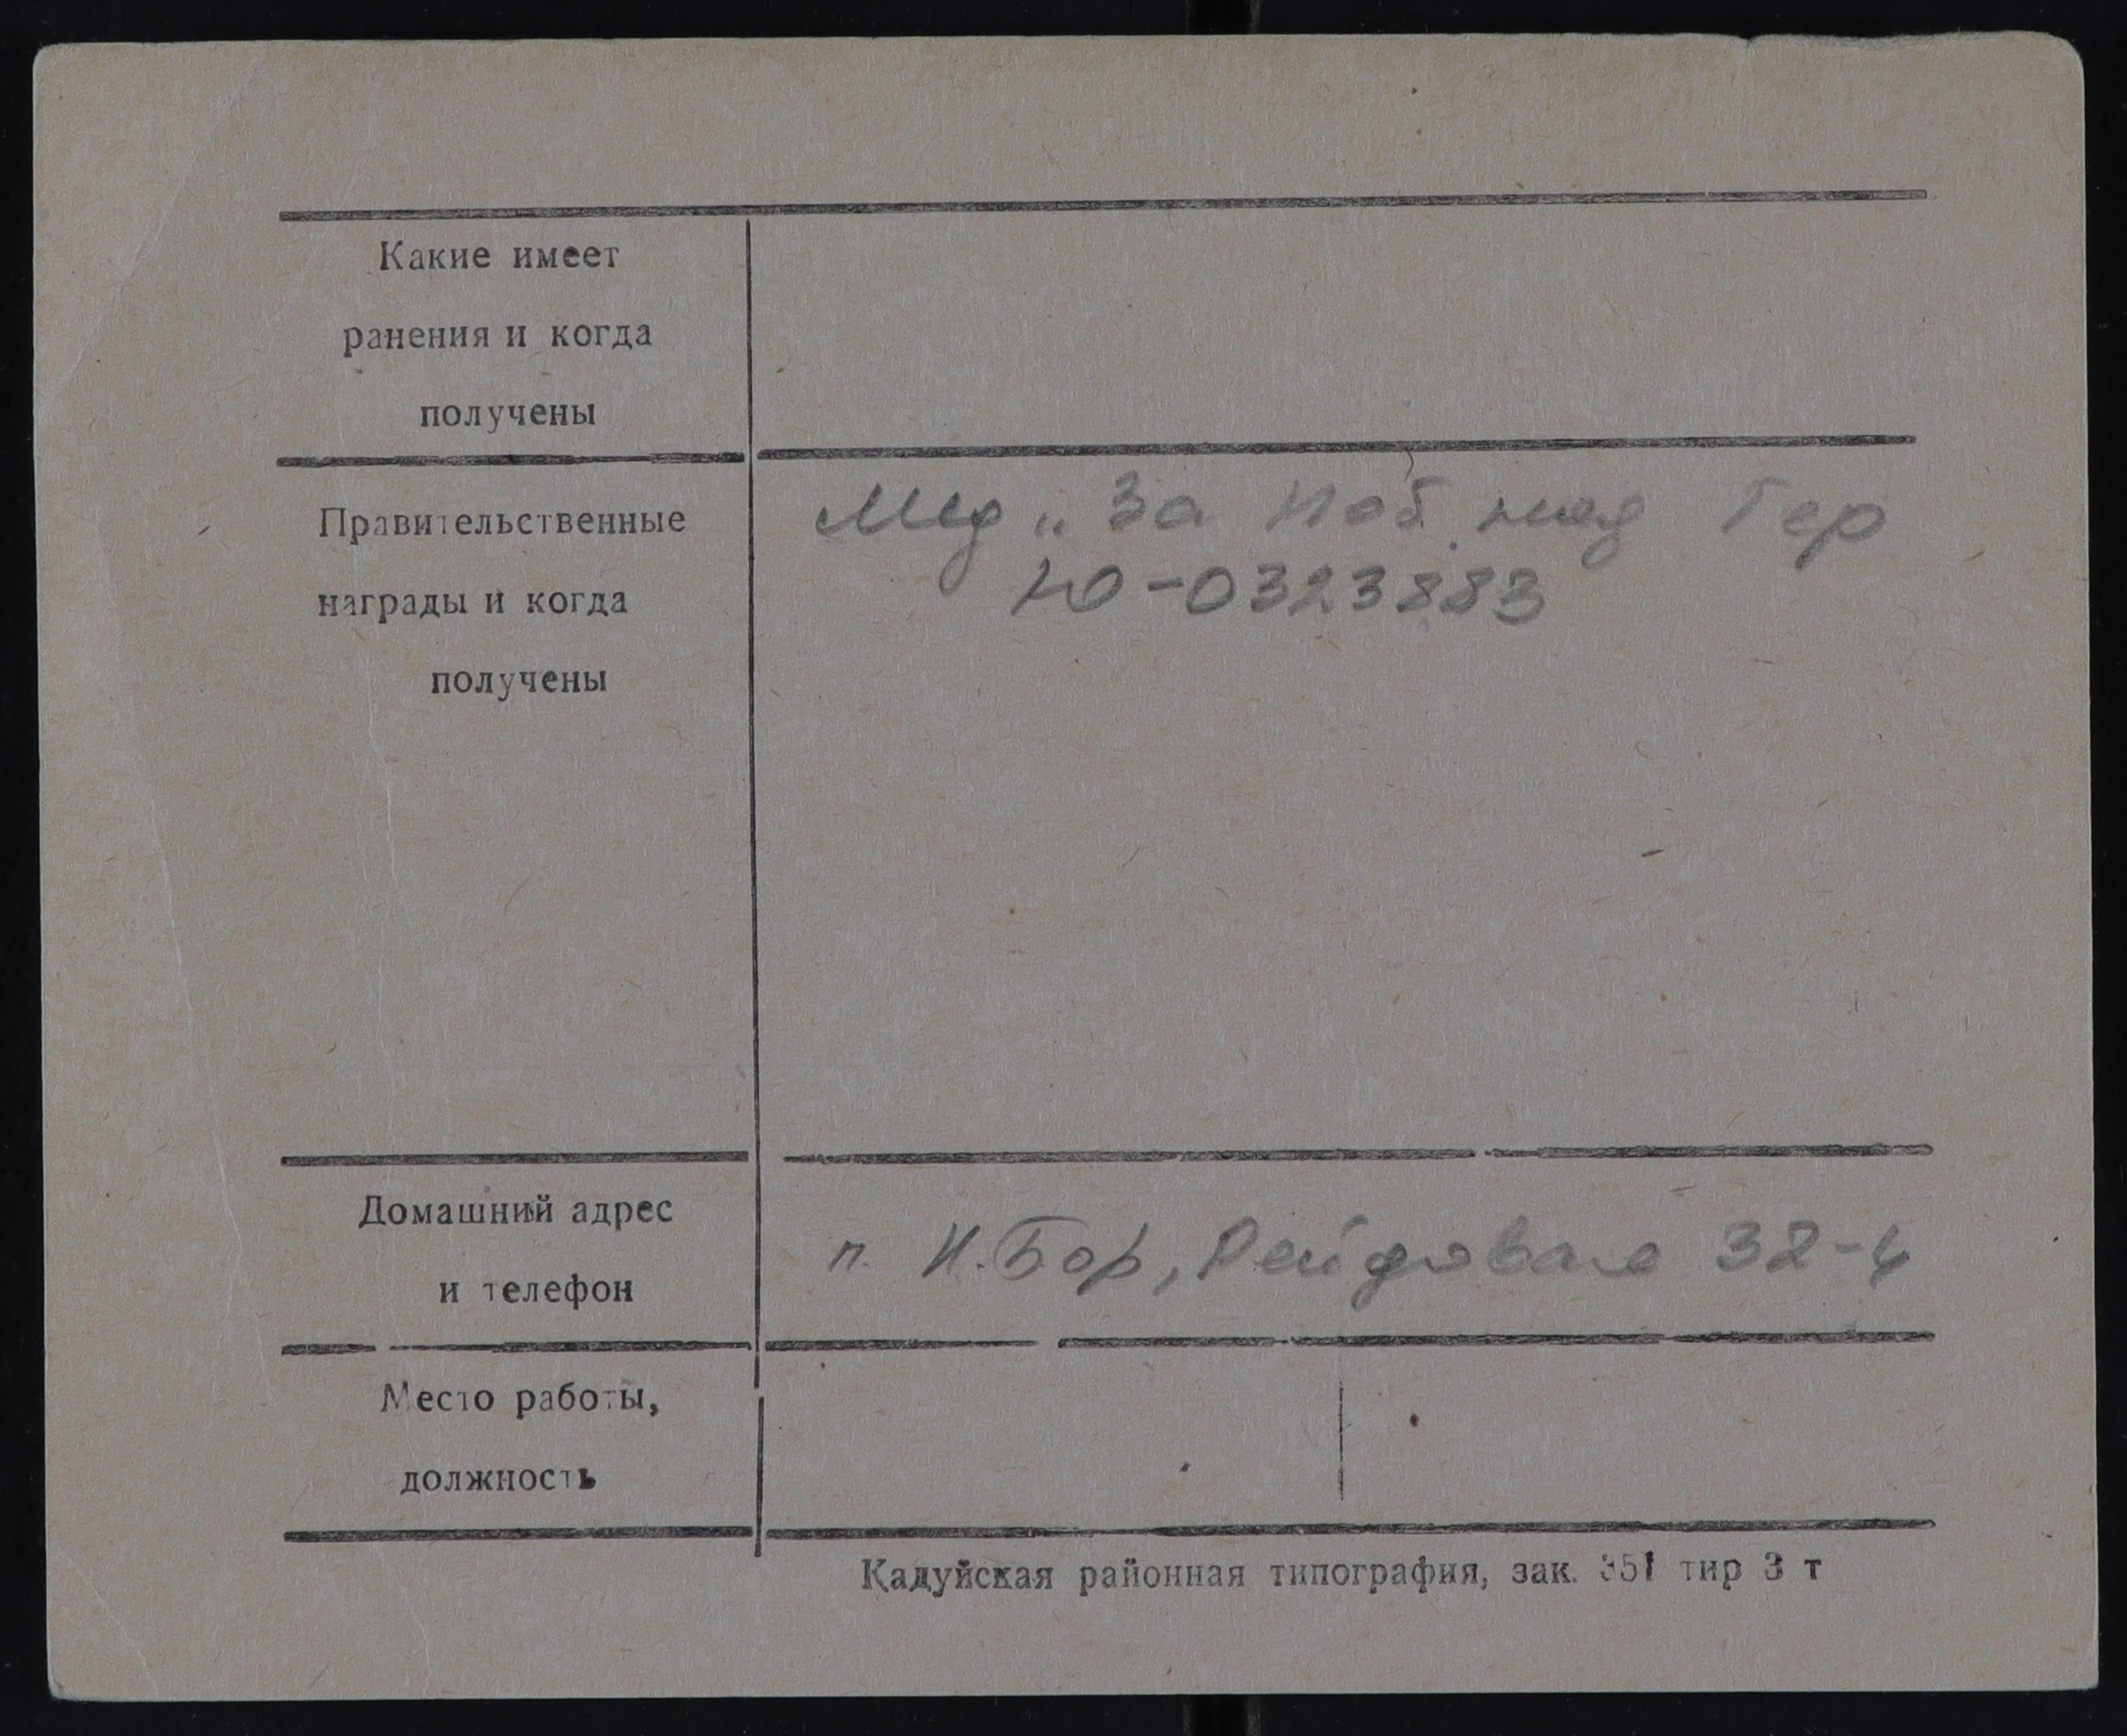 Какие имеет
ранения и когда
получены
Правительственные
награды и когда
получены
Мед „За Поб над Гер
Ю-0323883
Домашний адрес
и телефон
п. И.Бор, Рейдовая 32-4
Место работы,
должность
Кадуйская районная типография, зак. 351 тир 3 т